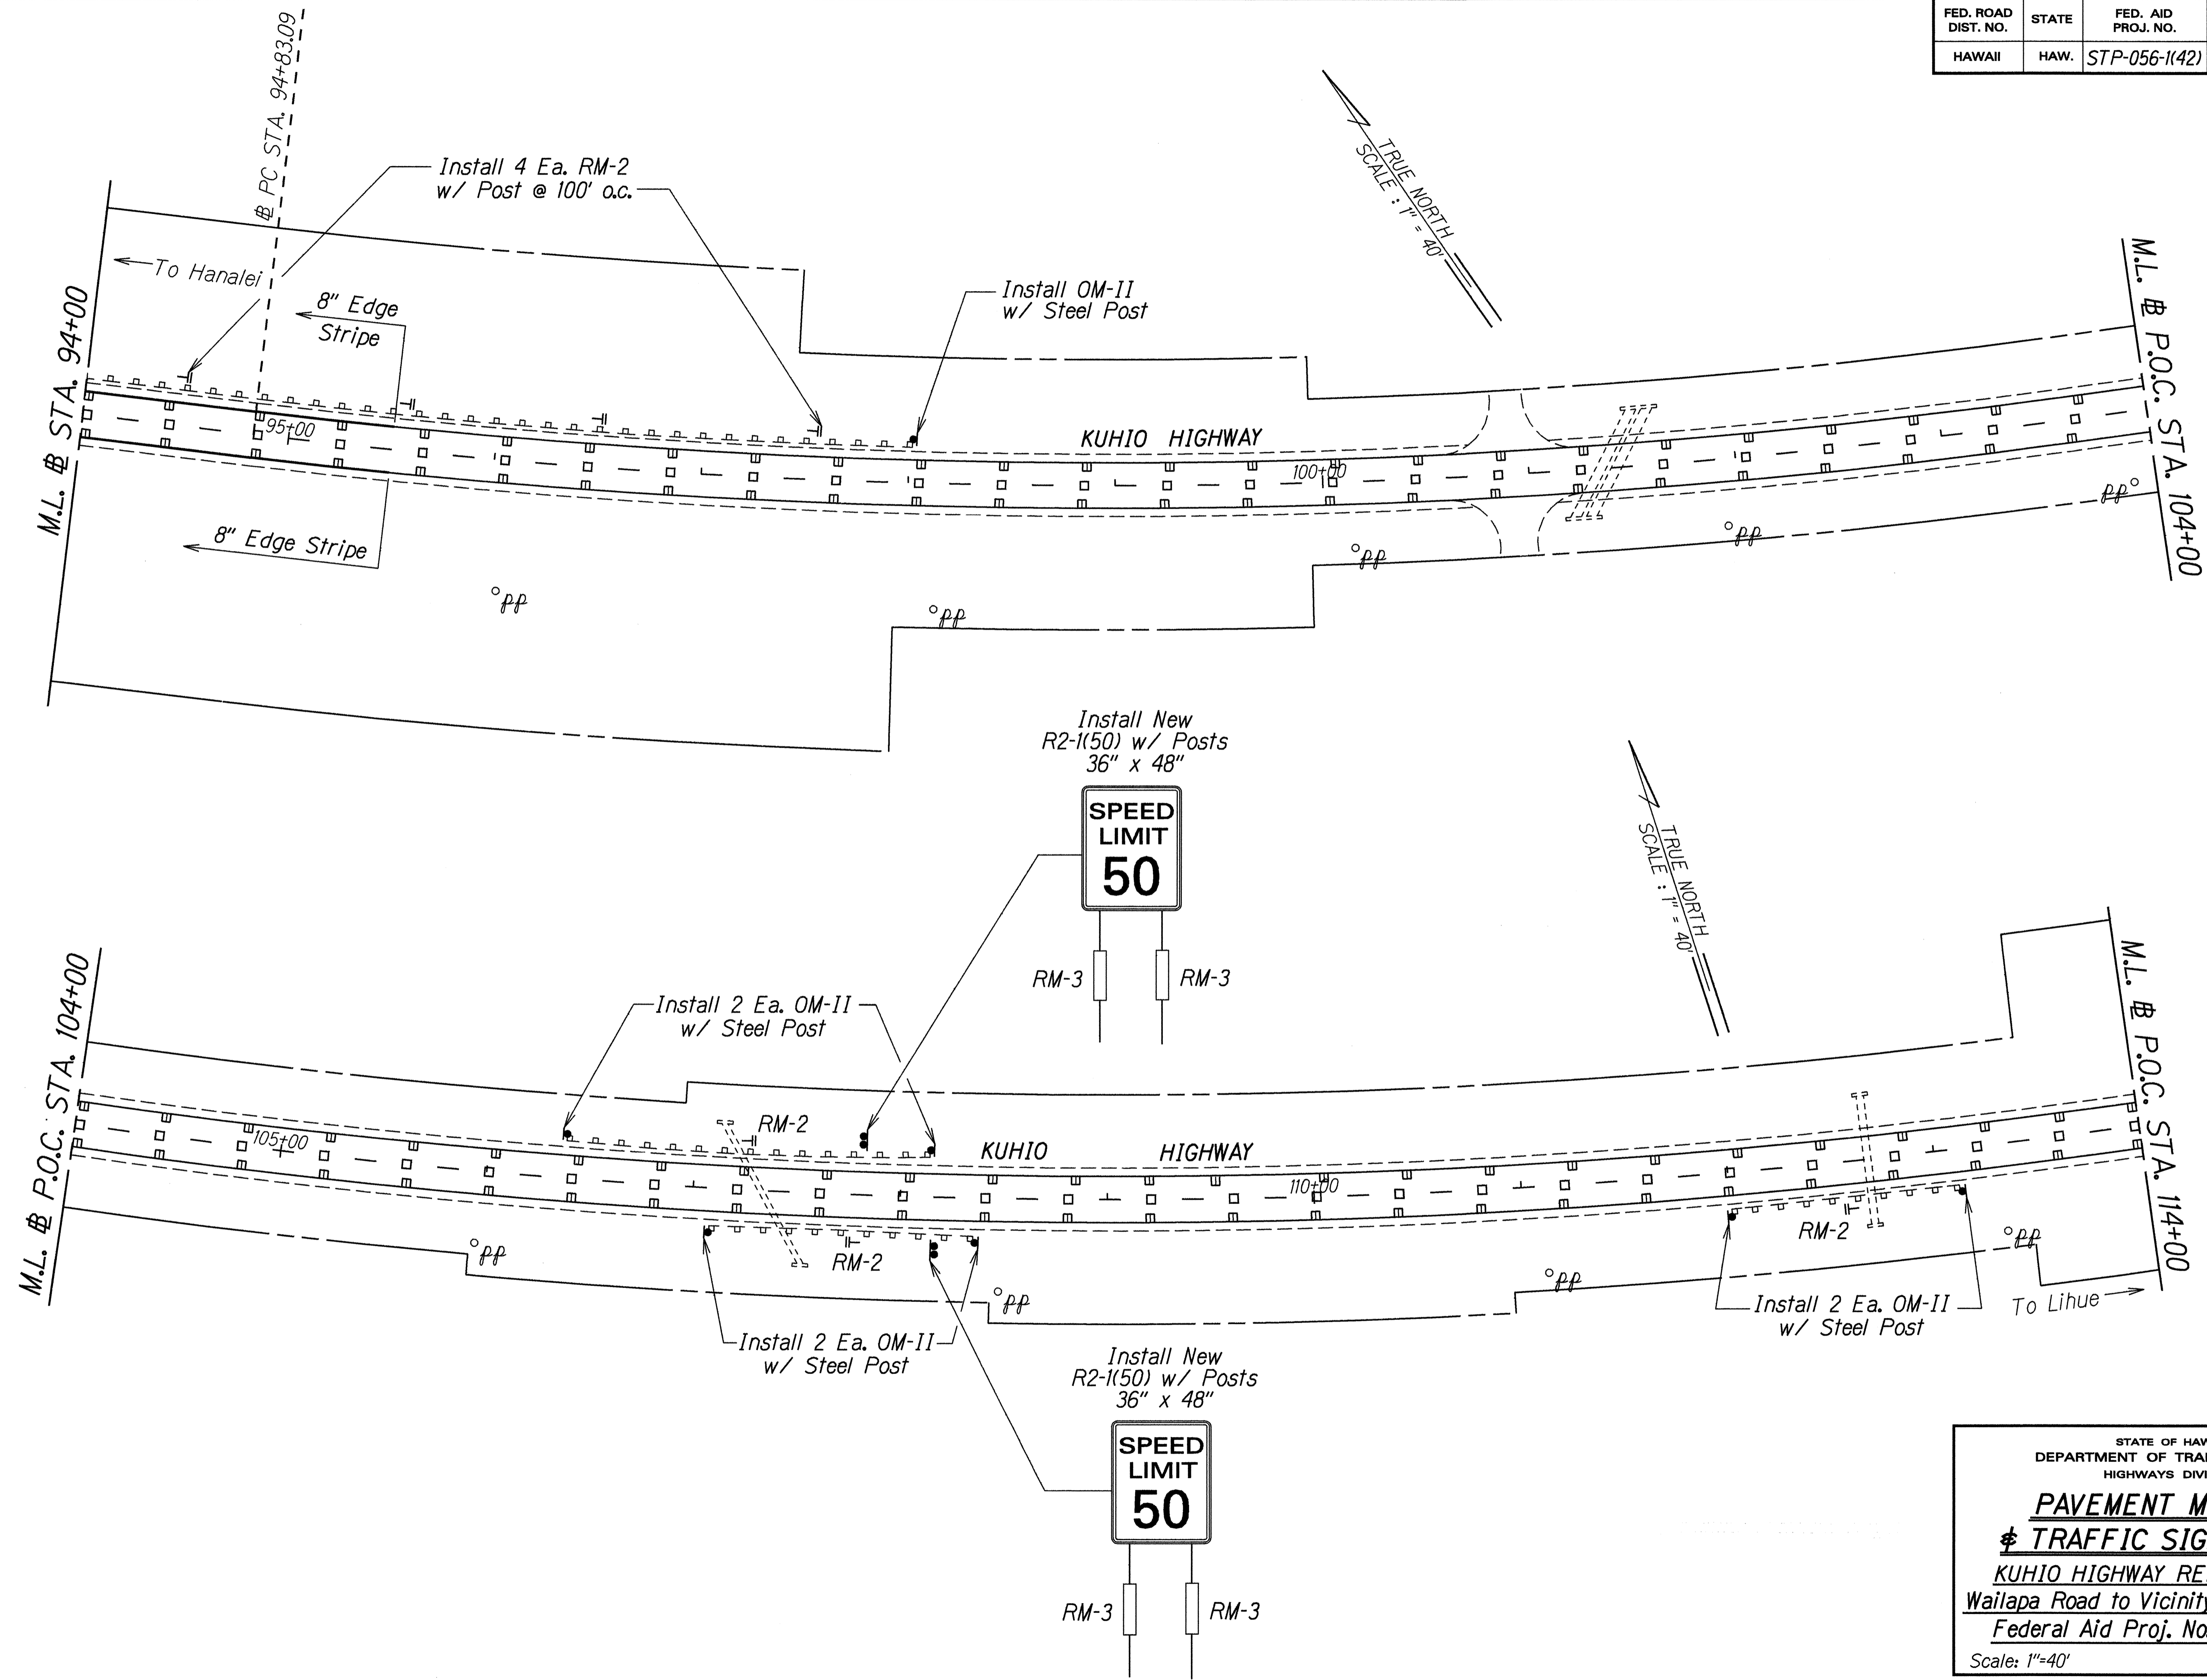 FED. ROAD DIST. NO.
STATE
FED. AID PROJ. NO.
HAWAII
HAW.
STP-056-1(42)
℄ PC STA. 94+83.09
Install 4 Ea. RM-2
w/ Post @ 100' o.c.
To Hanalei
8" Edge
Stripe
Install OM-II
w/ Steel Post
TRUE NORTH
SCALE : 1" = 40'
M.L. ℄ STA. 94+00
95+00
KUHIO HIGHWAY
100+00
M.L. ℄ P.O.C. STA. 104+00
8" Edge Stripe
pp
pp
pp
pp
pp
Install New
R2-1(50) w/ Posts
36" x 48"
SPEED
LIMIT
50
RM-3
RM-3
TRUE NORTH
SCALE : 1" = 40'
Install 2 Ea. OM-II
w/ Steel Post
M.L. ℄ P.O.C. STA. 104+00
105+00
RM-2
KUHIO HIGHWAY
110+00
M.L. ℄ P.O.C. STA. 114+00
pp
RM-2
pp
pp
RM-2
pp
Install 2 Ea. OM-II
w/ Steel Post
Install 2 Ea. OM-II
w/ Steel Post
To Lihue
Install New
R2-1(50) w/ Posts
36" x 48"
SPEED
LIMIT
50
RM-3
RM-3
STATE OF HAW
DEPARTMENT OF TRA
HIGHWAYS DIVI
PAVEMENT M
& TRAFFIC SIG
KUHIO HIGHWAY RE
Wailapa Road to Vicinity
Federal Aid Proj. No
Scale: 1"=40'